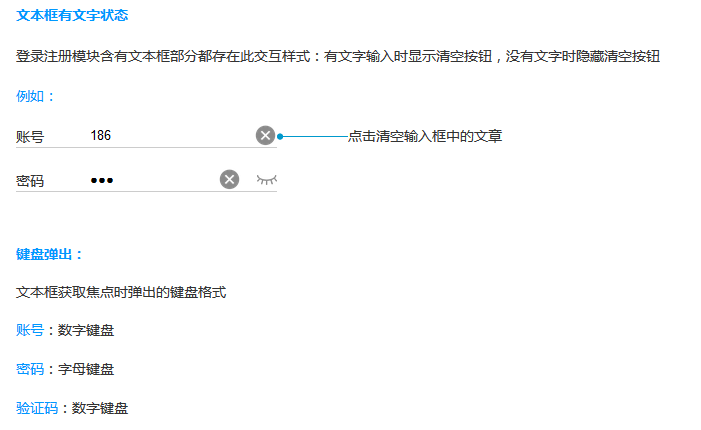 文本框有文字状态
登录注册模块含有文本框部分都存在此交互样式：有文字输入时显示清空按钮，没有文字时隐藏清空按钮
例如：
账号 186 点击清空输入框中的文章
密码 •••
键盘弹出：
文本框获取焦点时弹出的键盘格式
账号：数字键盘
密码：字母键盘
验证码：数字键盘